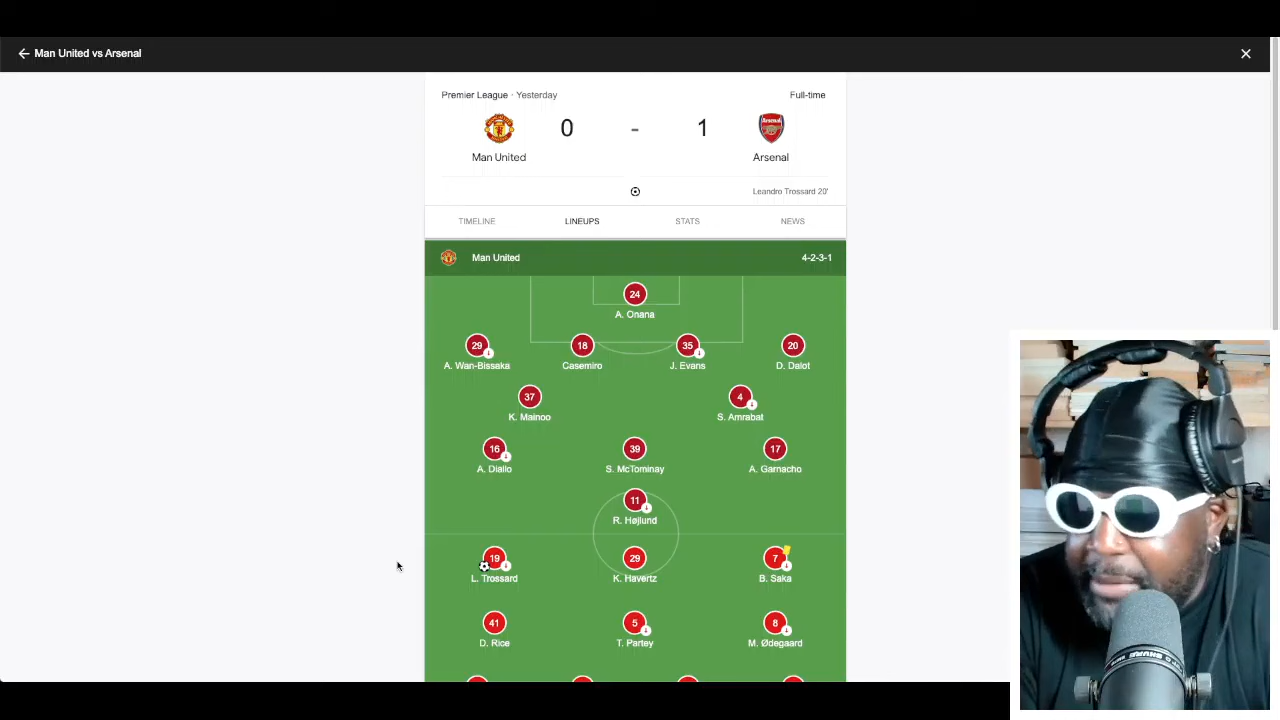 Man United vs Arsenal
Premier League · Yesterday
Full-time
0 - 1
Man United
Arsenal
Leandro Trossard 20'
TIMELINE
LINEUPS
STATS
NEWS
Man United
4-2-3-1
24
A. Onana
29
18
35
20
A. Wan-Bissaka
Casemiro
J. Evans
D. Dalot
37
4
K. Mainoo
S. Amrabat
16
39
17
A. Diallo
S. McTominay
A. Garnacho
11
R. Højlund
19
29
7
L. Trossard
K. Havertz
B. Saka
41
5
8
D. Rice
T. Partey
M. Ødegaard